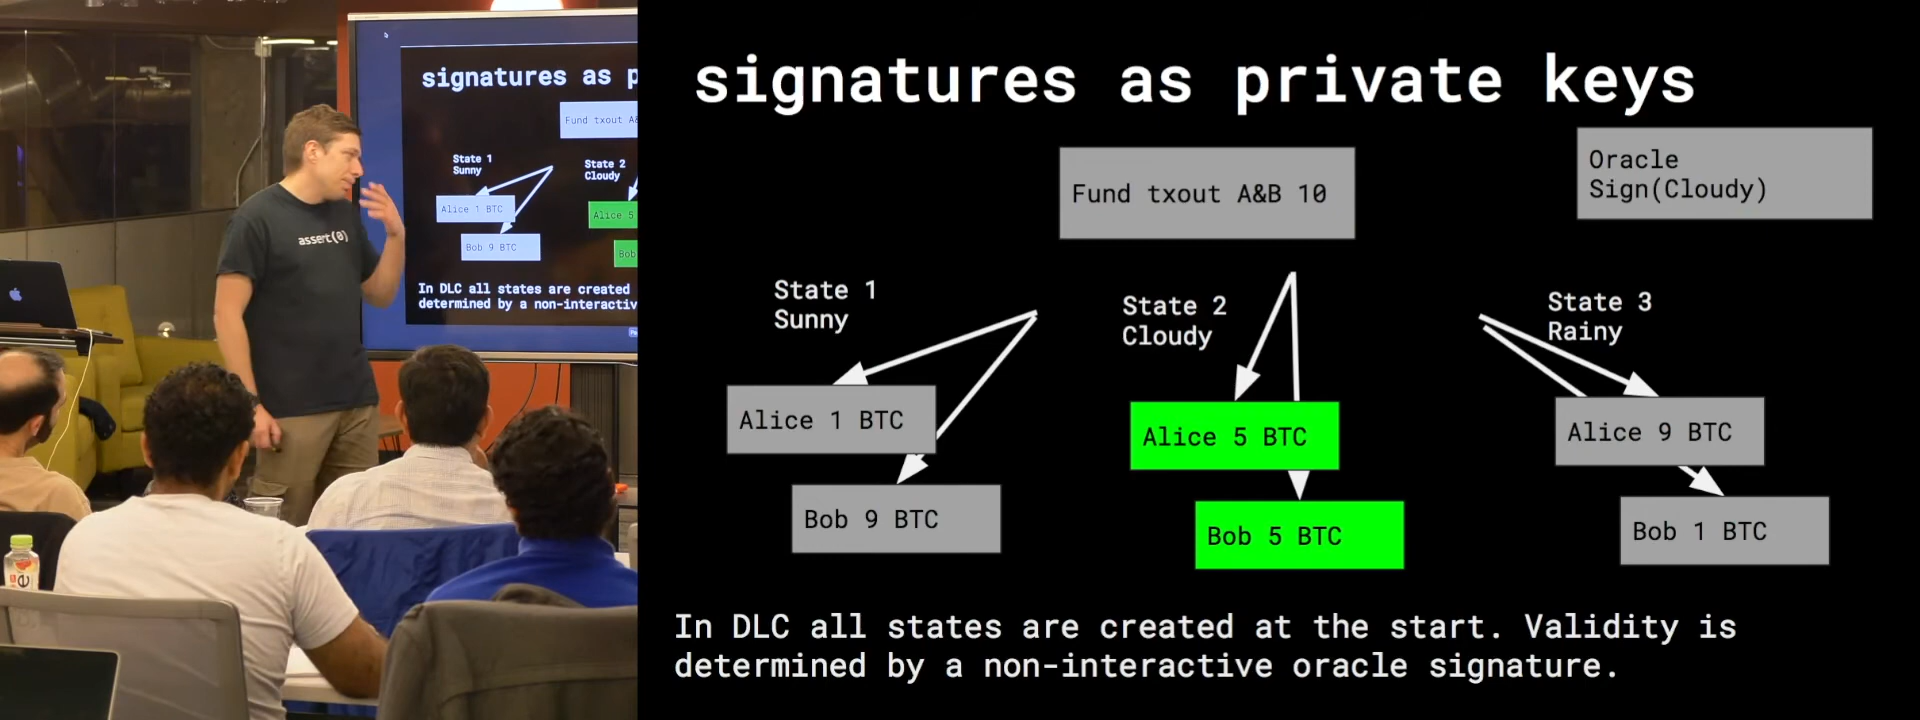 signatures as p
Fund txout A&
State 1
Sunny
State 2
Cloudy
Alice 1 BTC
Alice 5
Bob 9 BTC
Bob
In DLC all states are created
determined by a non-interactiv
assert(0)
signatures as private keys
Oracle
Sign(Cloudy)
Fund txout A&B 10
State 1
Sunny
State 2
Cloudy
State 3
Rainy
Alice 1 BTC
Alice 5 BTC
Alice 9 BTC
Bob 9 BTC
Bob 5 BTC
Bob 1 BTC
In DLC all states are created at the start. Validity is
determined by a non-interactive oracle signature.